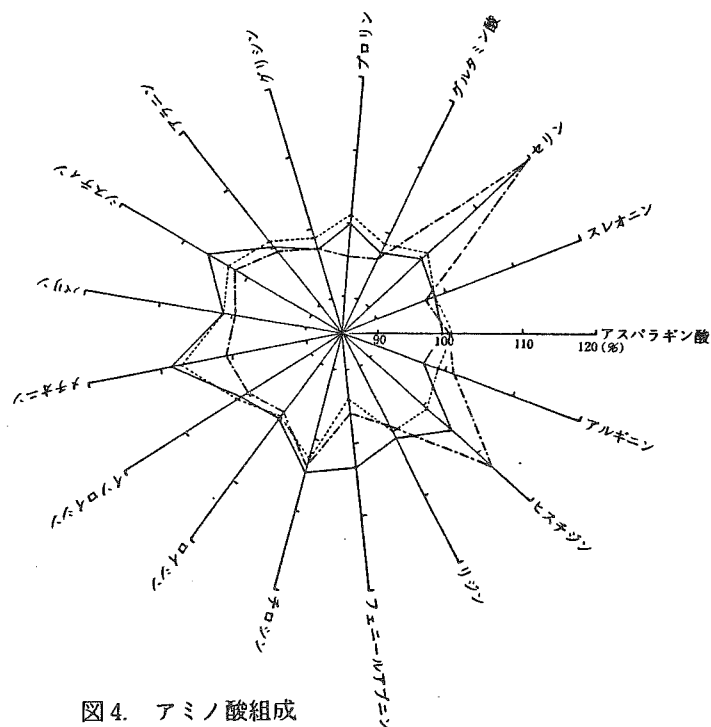 プロリン
グルタミン酸
セリン
スレオニン
アスパラギン酸
90
100
110
120
(%)
アルギニン
ヒスチジン
リジン
フェニールアラニン
チロシン
ロイシン
イソロイシン
メチオニン
バリン
システィン
アラニン
グリシン
図4. アミノ酸組成